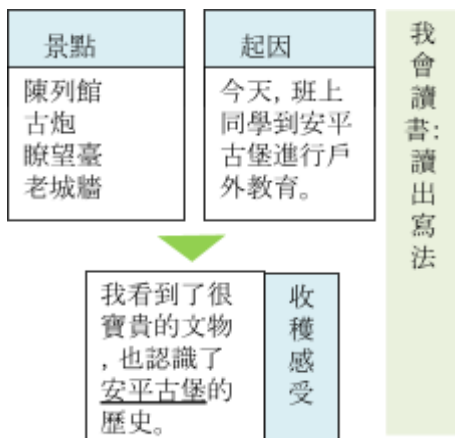 我會讀書:讀出寫法
起因
今天,班上
同學到安平
古堡進行戶
外教育。
景點
陳列館
古炮
瞭望臺
老城牆
收穫感受
我看到了很
寶貴的文物
,也認識了
安平古堡的
歷史。